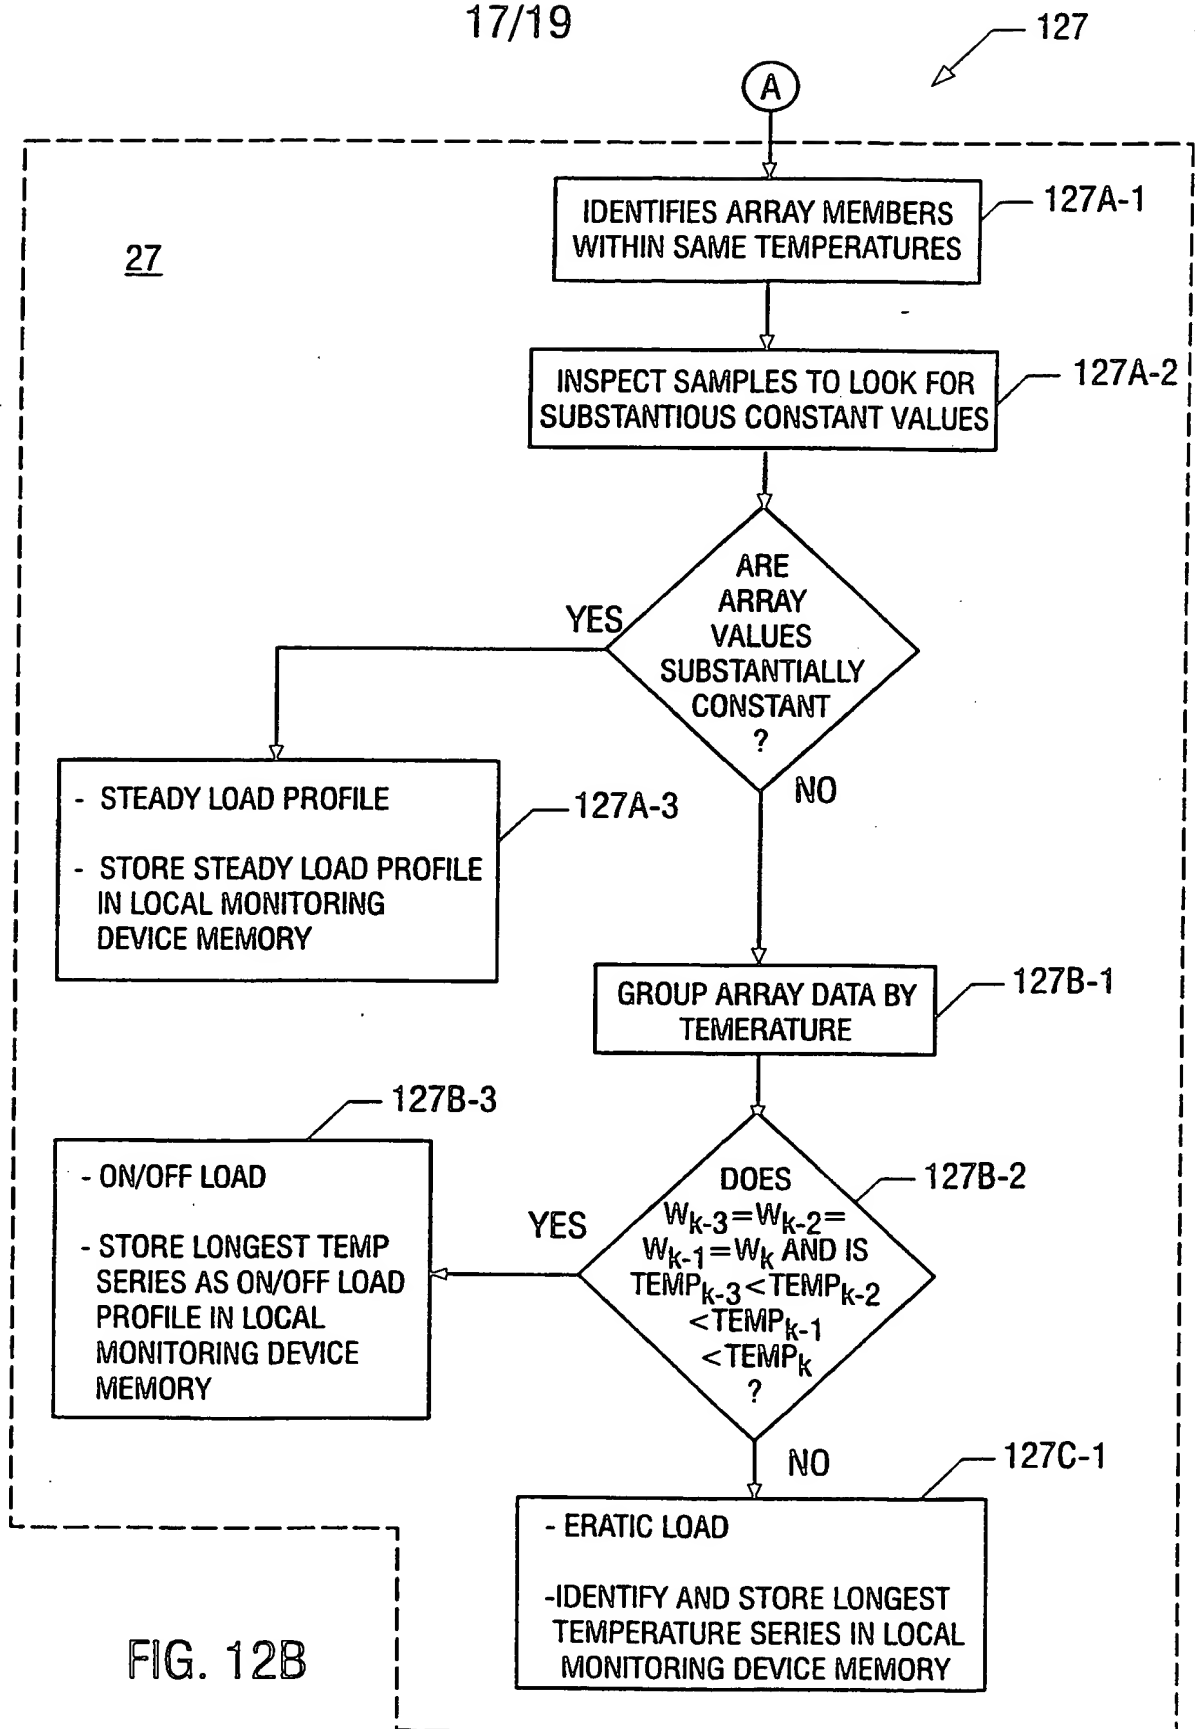 17/19
127
A
27
IDENTIFIES ARRAY MEMBERS
WITHIN SAME TEMPERATURES
127A-1
INSPECT SAMPLES TO LOOK FOR
SUBSTANTIOUS CONSTANT VALUES
127A-2
ARE
ARRAY
VALUES
SUBSTANTIALLY
CONSTANT
?
YES
NO
- STEADY LOAD PROFILE
- STORE STEADY LOAD PROFILE
IN LOCAL MONITORING
DEVICE MEMORY
127A-3
GROUP ARRAY DATA BY
TEMERATURE
127B-1
127B-3
- ON/OFF LOAD
- STORE LONGEST TEMP
SERIES AS ON/OFF LOAD
PROFILE IN LOCAL
MONITORING DEVICE
MEMORY
YES
DOES
Wk-3=Wk-2=
Wk-1=Wk AND IS
TEMPk-3<TEMPk-2
<TEMPk-1
<TEMPk
?
127B-2
NO
127C-1
- ERATIC LOAD
-IDENTIFY AND STORE LONGEST
TEMPERATURE SERIES IN LOCAL
MONITORING DEVICE MEMORY
FIG. 12B